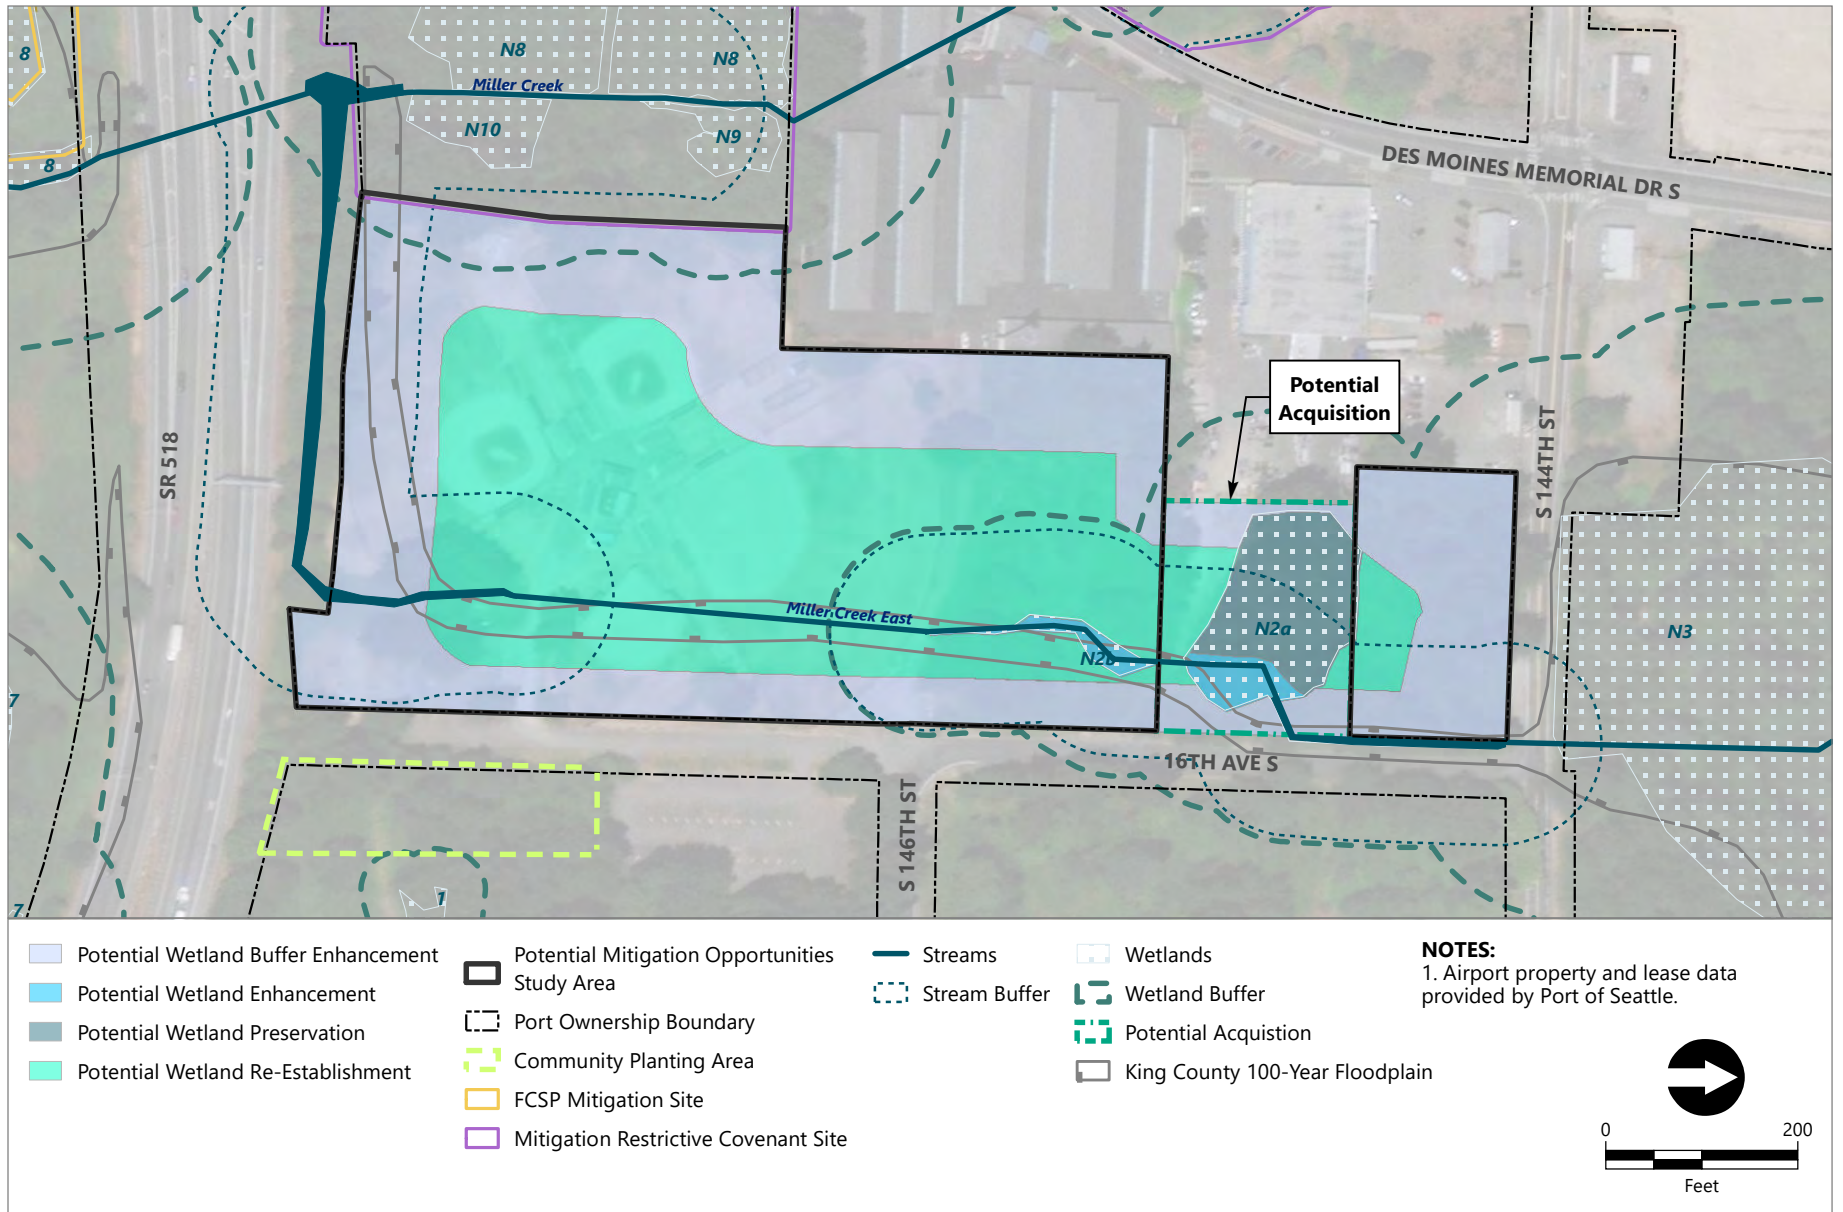 8
8
N8
N8
Miller Creek
N10
N9
DES MOINES MEMORIAL DR S
Potential
Acquisition
SR 518
S 144TH ST
Miller Creek East
N2a
N2b
N3
7
16TH AVE S
S 146TH ST
1
7
Potential Wetland Buffer Enhancement
Potential Wetland Enhancement
Potential Wetland Preservation
Potential Wetland Re-Establishment
Potential Mitigation Opportunities
Study Area
Port Ownership Boundary
Community Planting Area
FCSP Mitigation Site
Mitigation Restrictive Covenant Site
Streams
Stream Buffer
Wetlands
Wetland Buffer
Potential Acquistion
King County 100-Year Floodplain
NOTES:
1. Airport property and lease data
provided by Port of Seattle.
0 200
Feet